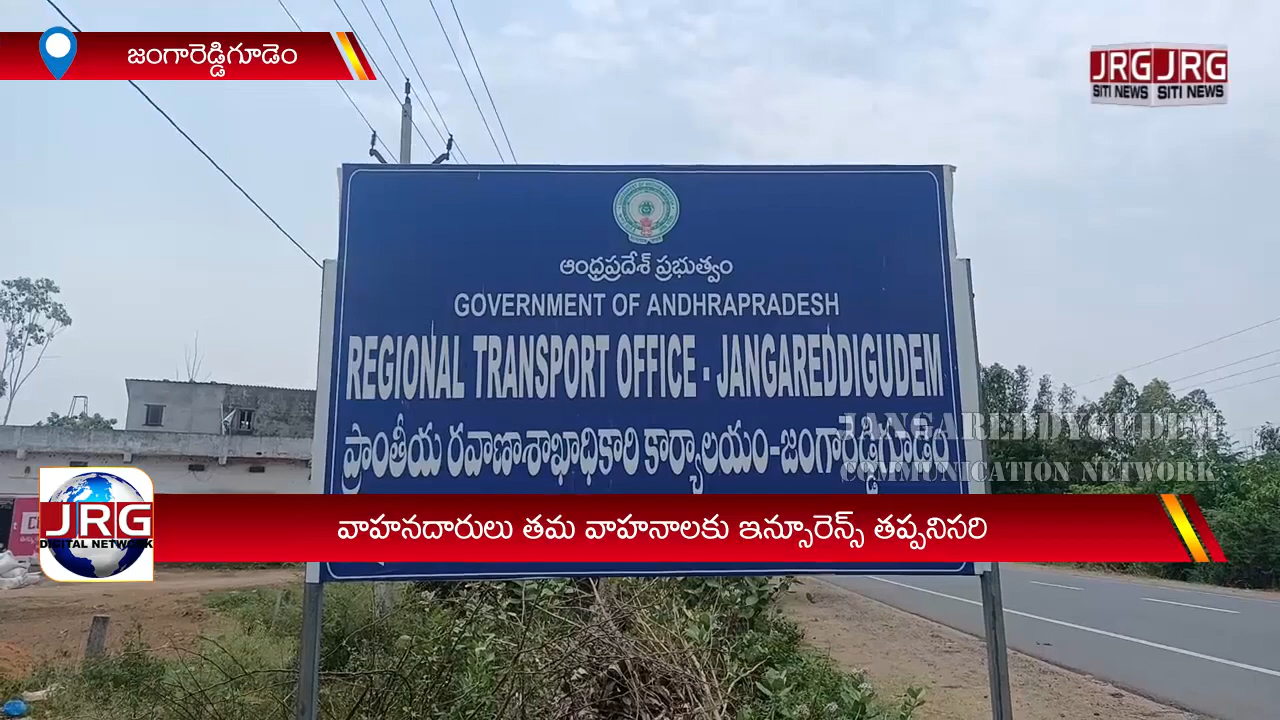 జంగారెడ్డిగూడెం
JRG JRG
SITI NEWS SITI NEWS
ఆంధ్రప్రదేశ్ ప్రభుత్వం
GOVERNMENT OF ANDHRAPRADESH
REGIONAL TRANSPORT OFFICE - JANGAREDDIGUDEM
ప్రాంతీయ రవాణాశాఖాధికారి కార్యాలయం-జంగారెడ్డిగూడెం
JANGAREDDYGUDEM
COMMUNICATION NETWORK
JRG
DIGITAL NETWORK
వాహనదారులు తమ వాహనాలకు ఇన్సూరెన్స్ తప్పనిసరి